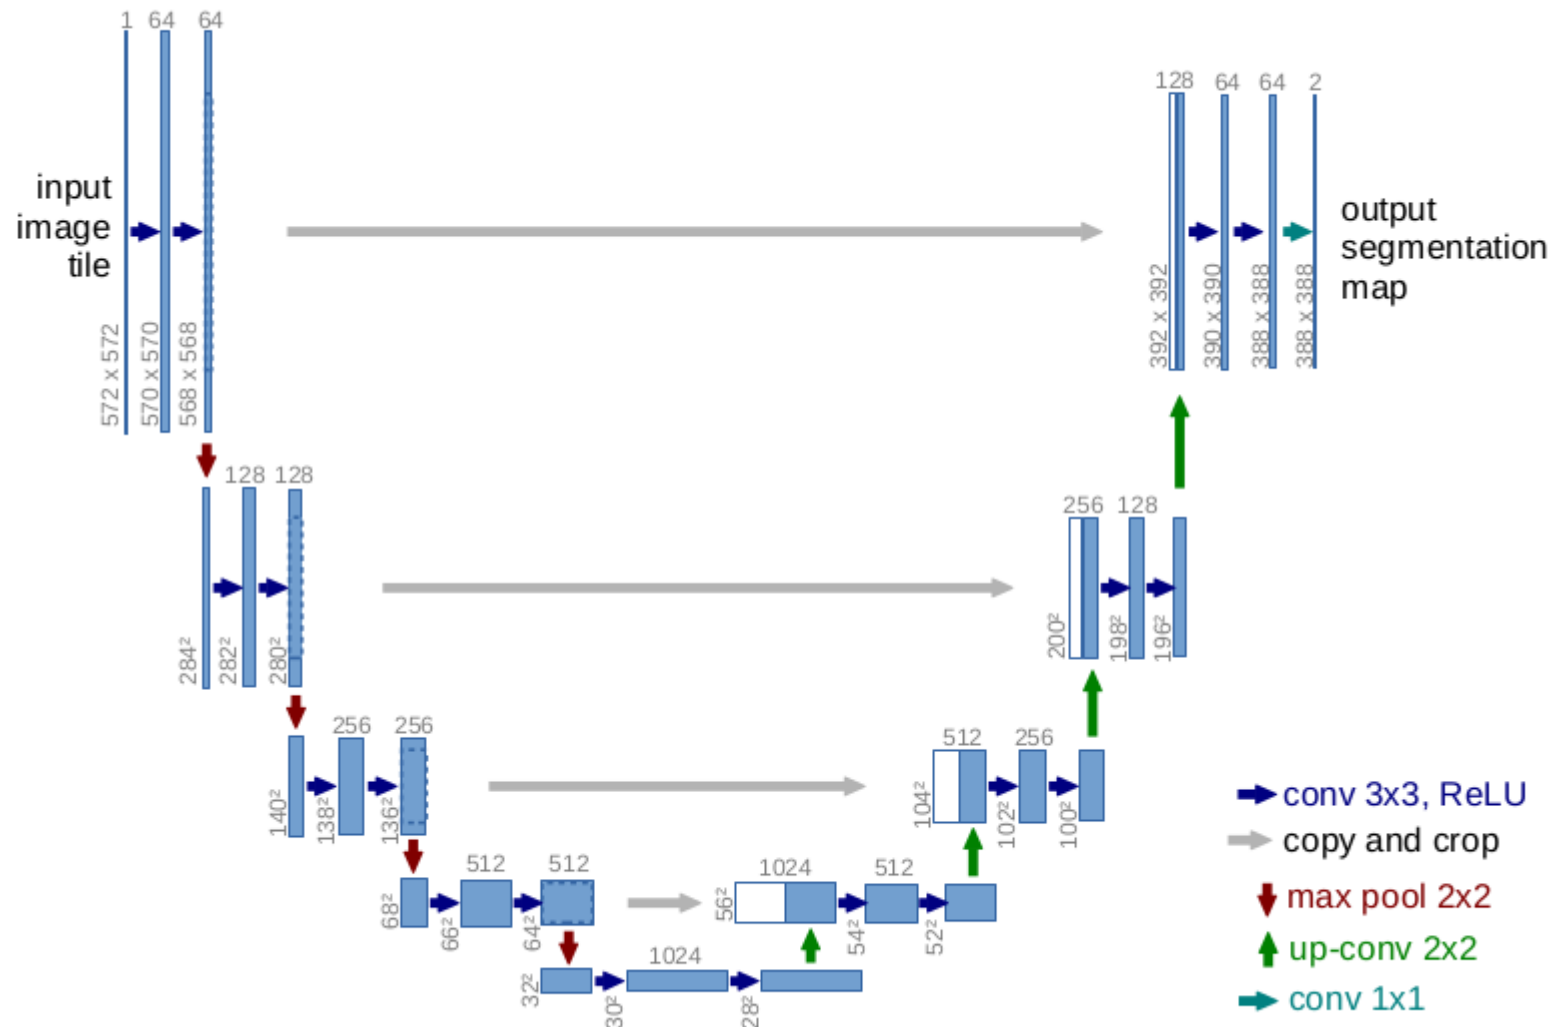 1 64 64
input
image
tile
572 x 572
570 x 570
568 x 568
128 64 64 2
392 x 392
390 x 390
388 x 388
388 x 388
output
segmentation
map
128 128
284²
282²
280²
256 128
200²
198²
196²
256 256
140²
138²
136²
512 256
104²
102²
100²
512 512
68²
66²
64²
1024 512
56²
54²
52²
1024
32²
30²
28²
conv 3x3, ReLU
copy and crop
max pool 2x2
up-conv 2x2
conv 1x1